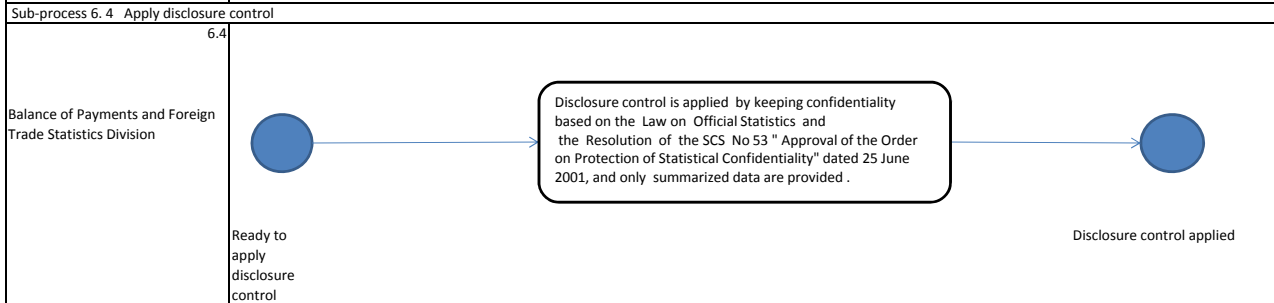 Sub-process 6. 4 Apply disclosure control
6.4
Balance of Payments and Foreign
Trade Statistics Division
Disclosure control is applied by keeping confidentiality
based on the Law on Official Statistics and
the Resolution of the SCS No 53 " Approval of the Order
on Protection of Statistical Confidentiality" dated 25 June
2001, and only summarized data are provided .
Ready to
apply
disclosure
control
Disclosure control applied